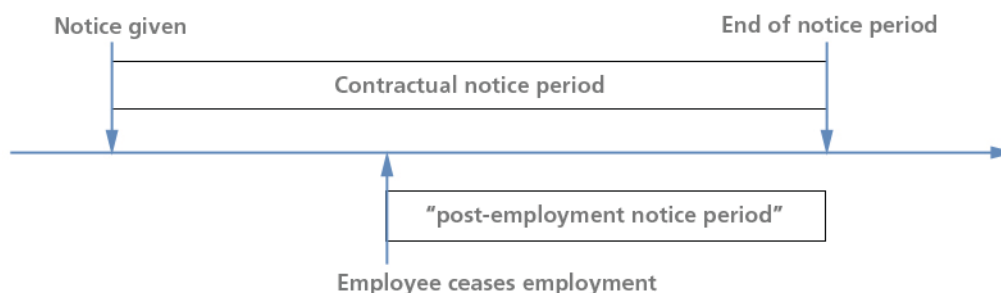 Notice given
End of notice period
Contractual notice period
“post-employment notice period”
Employee ceases employment